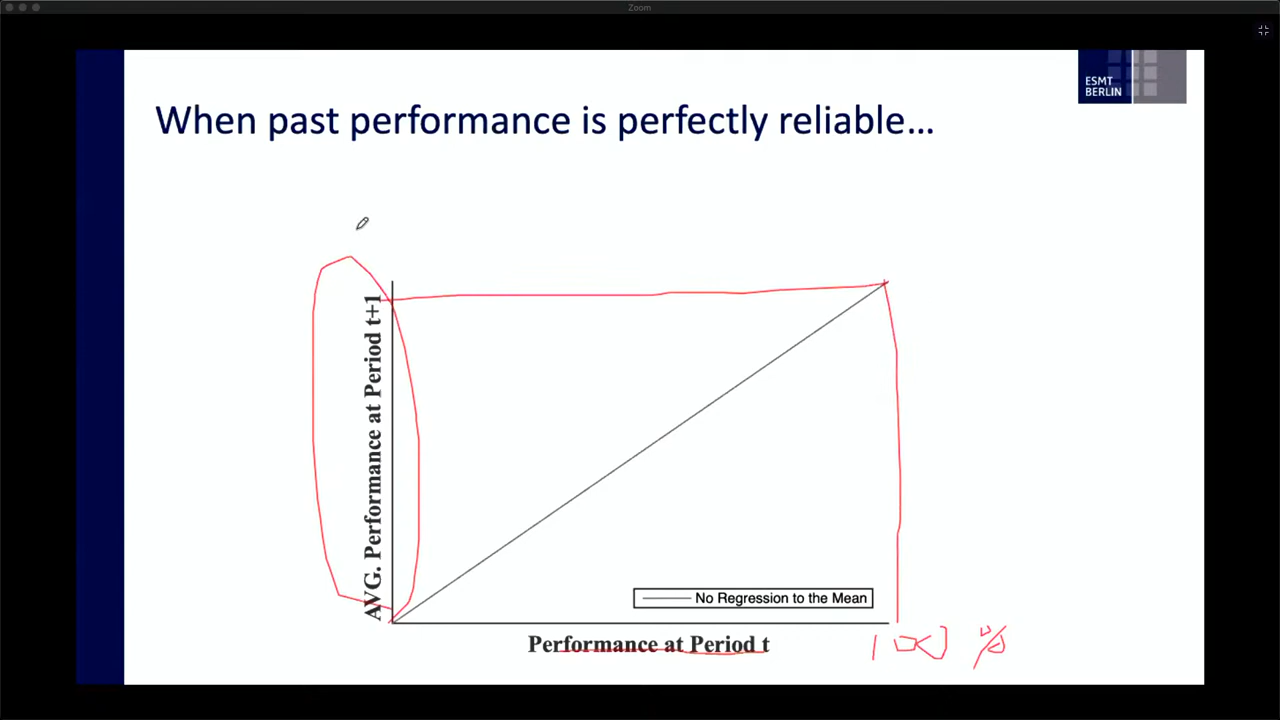 Zoom
ESMT
BERLIN
When past performance is perfectly reliable...
AVG. Performance at Period t+1
No Regression to the Mean
Performance at Period t
100 %